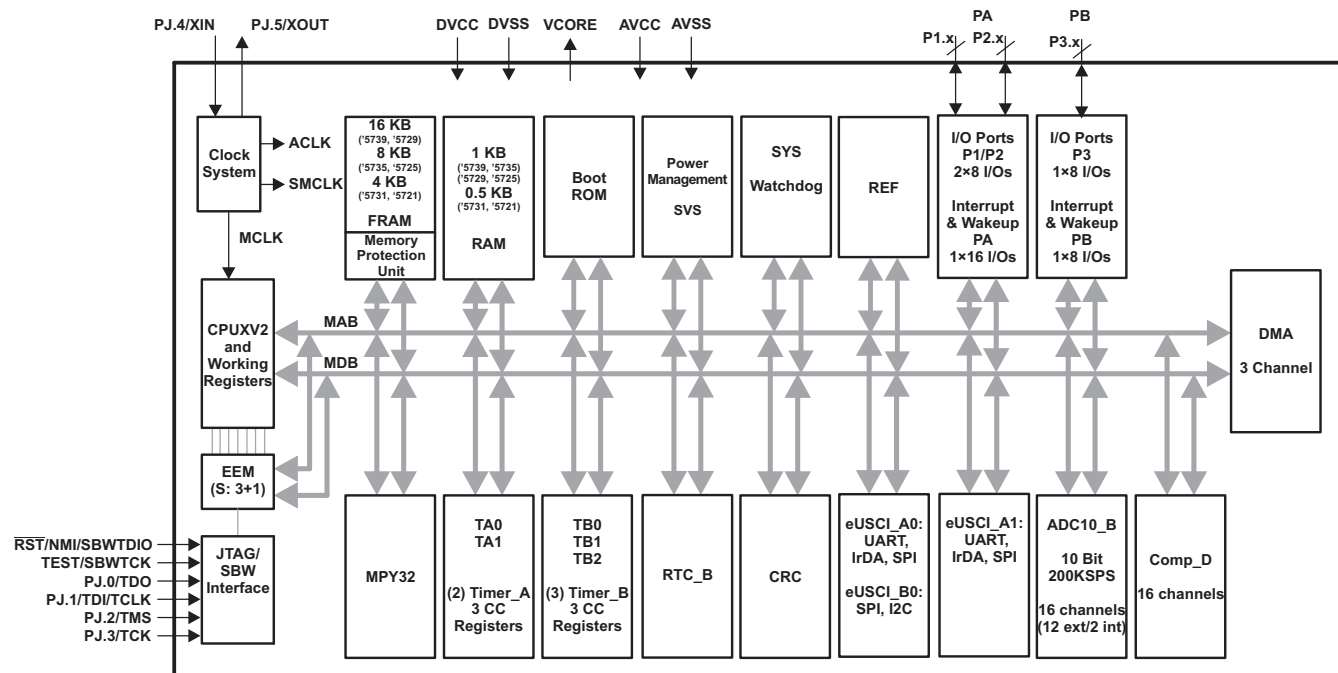 PJ.4/XIN
PJ.5/XOUT
DVCC
DVSS
VCORE
AVCC
AVSS
PA
P1.x
P2.x
PB
P3.x
Clock
System
ACLK
SMCLK
MCLK
16 KB
('5739, '5729)
8 KB
('5735, '5725)
4 KB
('5731, '5721)
FRAM
Memory
Protection
Unit
1 KB
('5739, '5735)
('5729, '5725)
0.5 KB
('5731, '5721)
RAM
Boot
ROM
Power
Management
SVS
SYS
Watchdog
REF
I/O Ports
P1/P2
2×8 I/Os
Interrupt
& Wakeup
PA
1×16 I/Os
I/O Ports
P3
1×8 I/Os
Interrupt
& Wakeup
PB
1×8 I/Os
CPUXV2
and
Working
Registers
MAB
MDB
DMA
3 Channel
EEM
(S: 3+1)
RST/NMI/SBWTDIO
TEST/SBWTCK
PJ.0/TDO
PJ.1/TDI/TCLK
PJ.2/TMS
PJ.3/TCK
JTAG/
SBW
Interface
MPY32
TA0
TA1
(2) Timer_A
3 CC
Registers
TB0
TB1
TB2
(3) Timer_B
3 CC
Registers
RTC_B
CRC
eUSCI_A0:
UART,
IrDA, SPI
eUSCI_B0:
SPI, I2C
eUSCI_A1:
UART,
IrDA, SPI
ADC10_B
10 Bit
200KSPS
16 channels
(12 ext/2 int)
Comp_D
16 channels